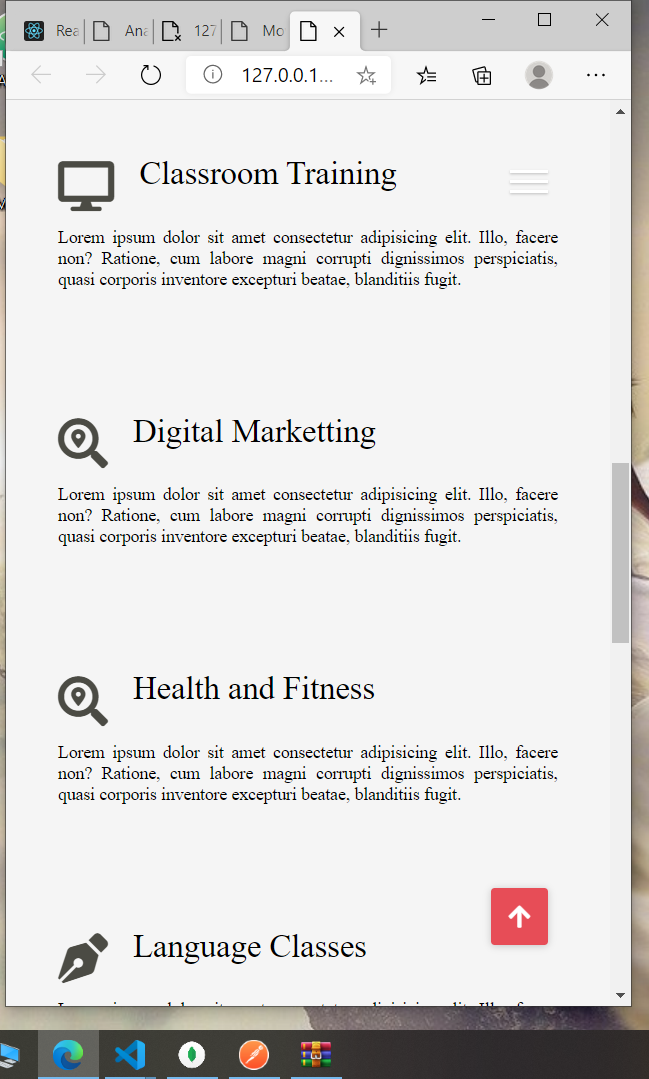 Rea
Ana
127
Mo
127.0.0.1...
Classroom Training
Lorem ipsum dolor sit amet consectetur adipisicing elit. Illo, facere
non? Ratione, cum labore magni corrupti dignissimos perspiciatis,
quasi corporis inventore excepturi beatae, blanditiis fugit.
Digital Marketting
Lorem ipsum dolor sit amet consectetur adipisicing elit. Illo, facere
non? Ratione, cum labore magni corrupti dignissimos perspiciatis,
quasi corporis inventore excepturi beatae, blanditiis fugit.
Health and Fitness
Lorem ipsum dolor sit amet consectetur adipisicing elit. Illo, facere
non? Ratione, cum labore magni corrupti dignissimos perspiciatis,
quasi corporis inventore excepturi beatae, blanditiis fugit.
Language Classes